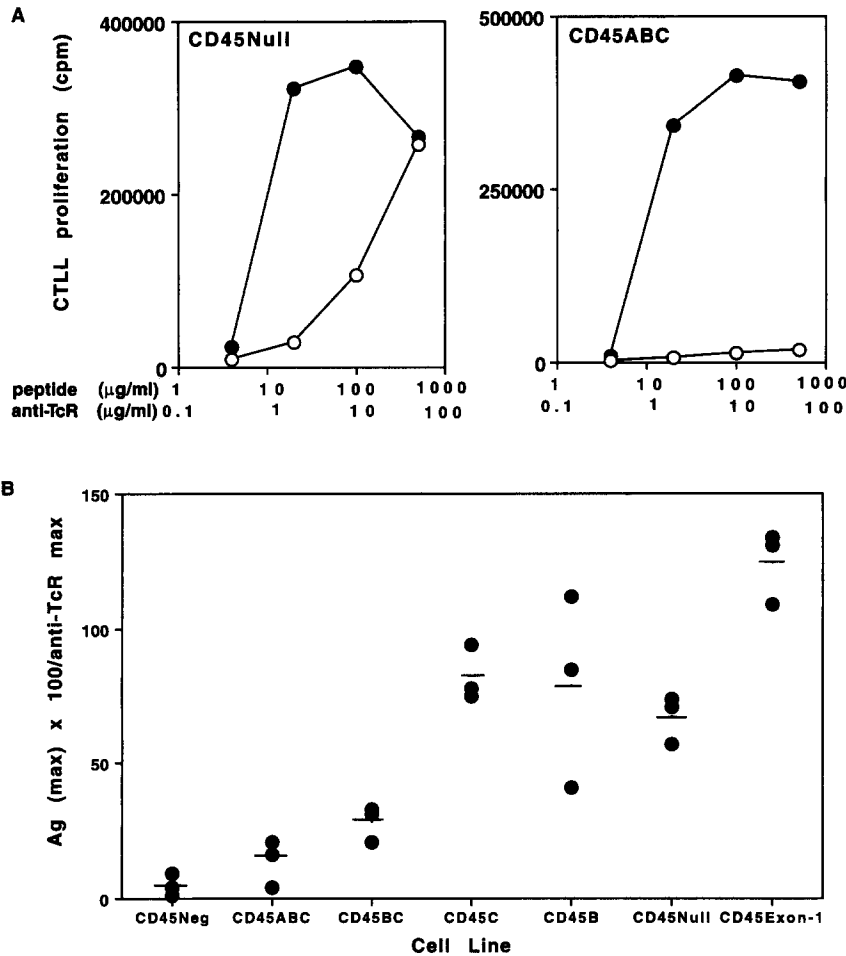 A
CTLL proliferation (cpm)
400000
200000
0
CD45Null
500000
250000
0
CD45ABC
peptide (μg/ml) 1 10 100 1000 1 10 100 1000
anti-TcR (μg/ml) 0.1 1 10 100 0.1 1 10 100
B
Ag (max) x 100/anti-TcR max
150
100
50
0
CD45Neg CD45ABC CD45BC CD45C CD45B CD45Null CD45Exon-1
Cell Line